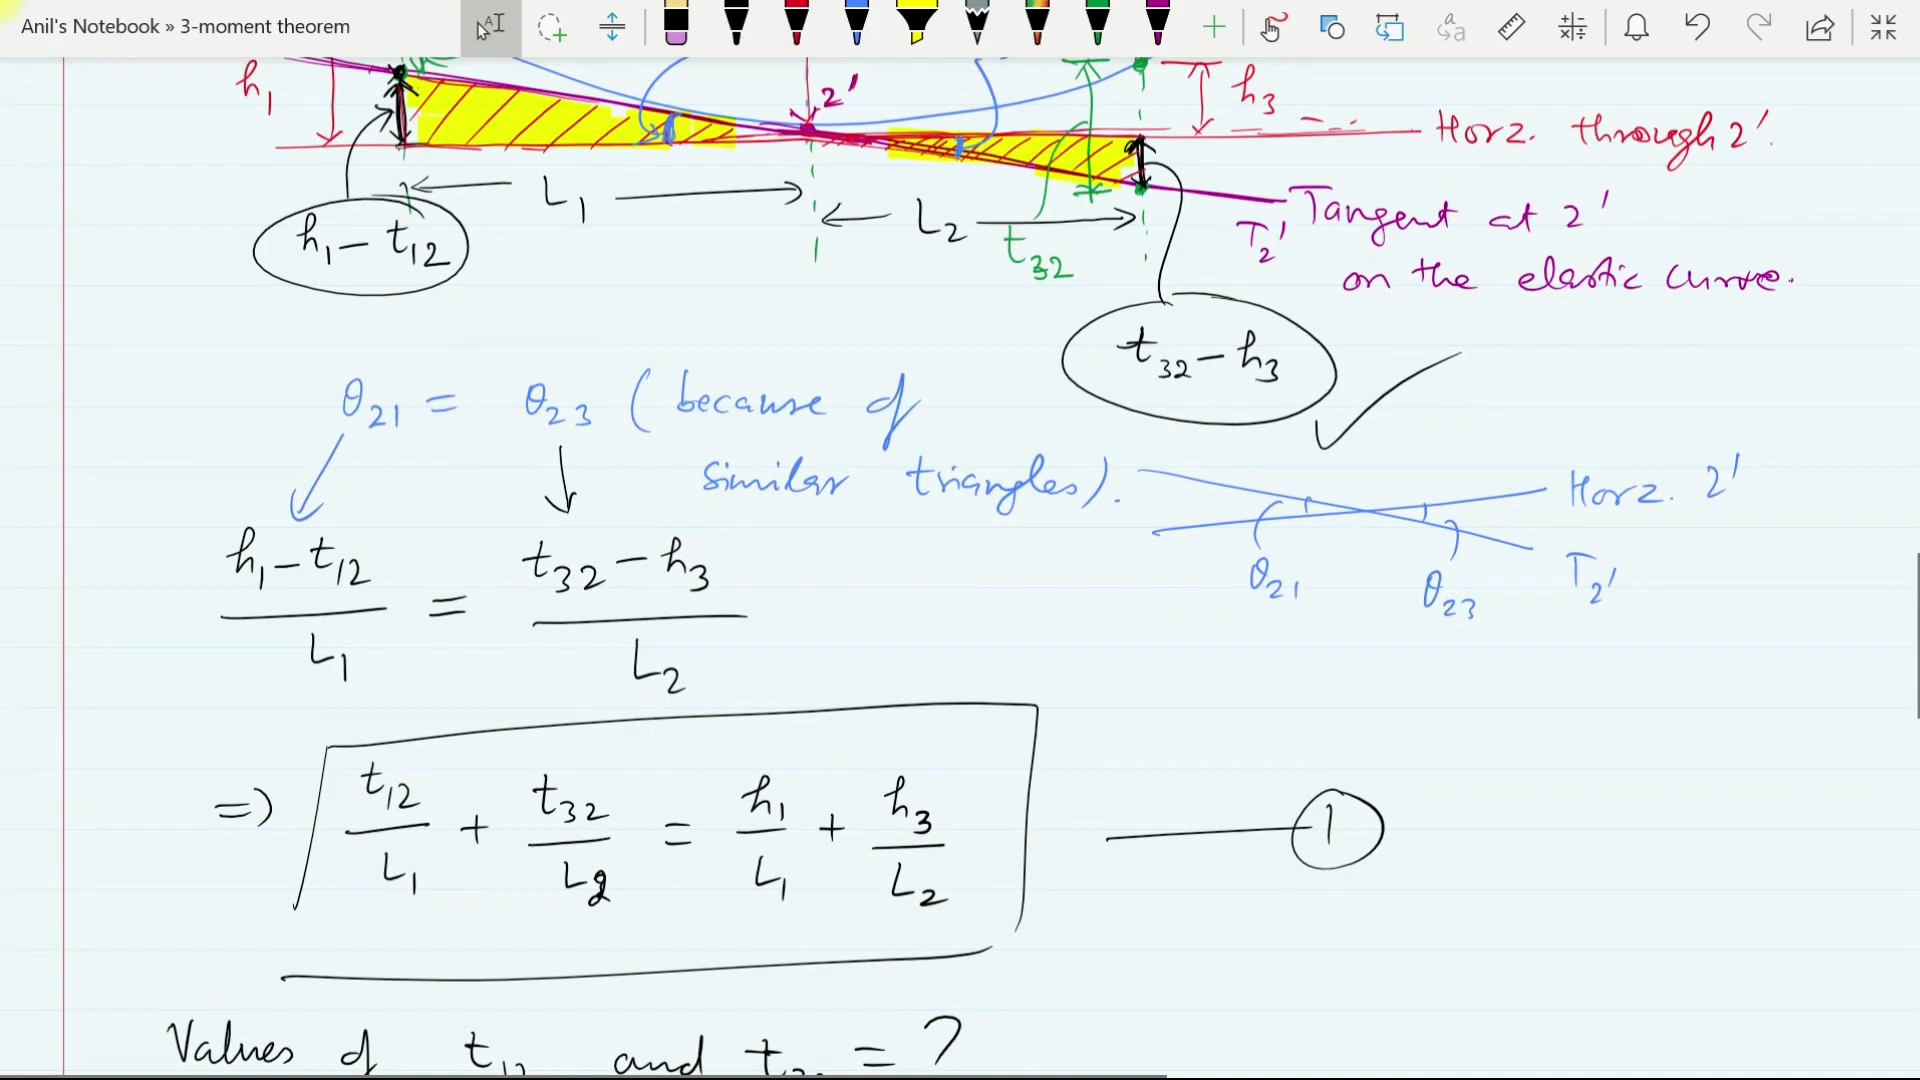 Anil's Notebook » 3-moment theorem
h₁ 2' h₃ Horz. through 2'.
L₁ L₂ t₃₂ T₂' Tangent at 2'
on the elastic curve.
h₁ – t₁₂
t₃₂ – h₃
θ₂₁ = θ₂₃ (because of
similar triangles).
Horz. 2'
θ₂₁ θ₂₃ T₂'
(h₁ – t₁₂)/L₁ = (t₃₂ – h₃)/L₂
=> t₁₂/L₁ + t₃₂/L₂ = h₁/L₁ + h₃/L₂ —— 1
Values of t₁₂ and = ?